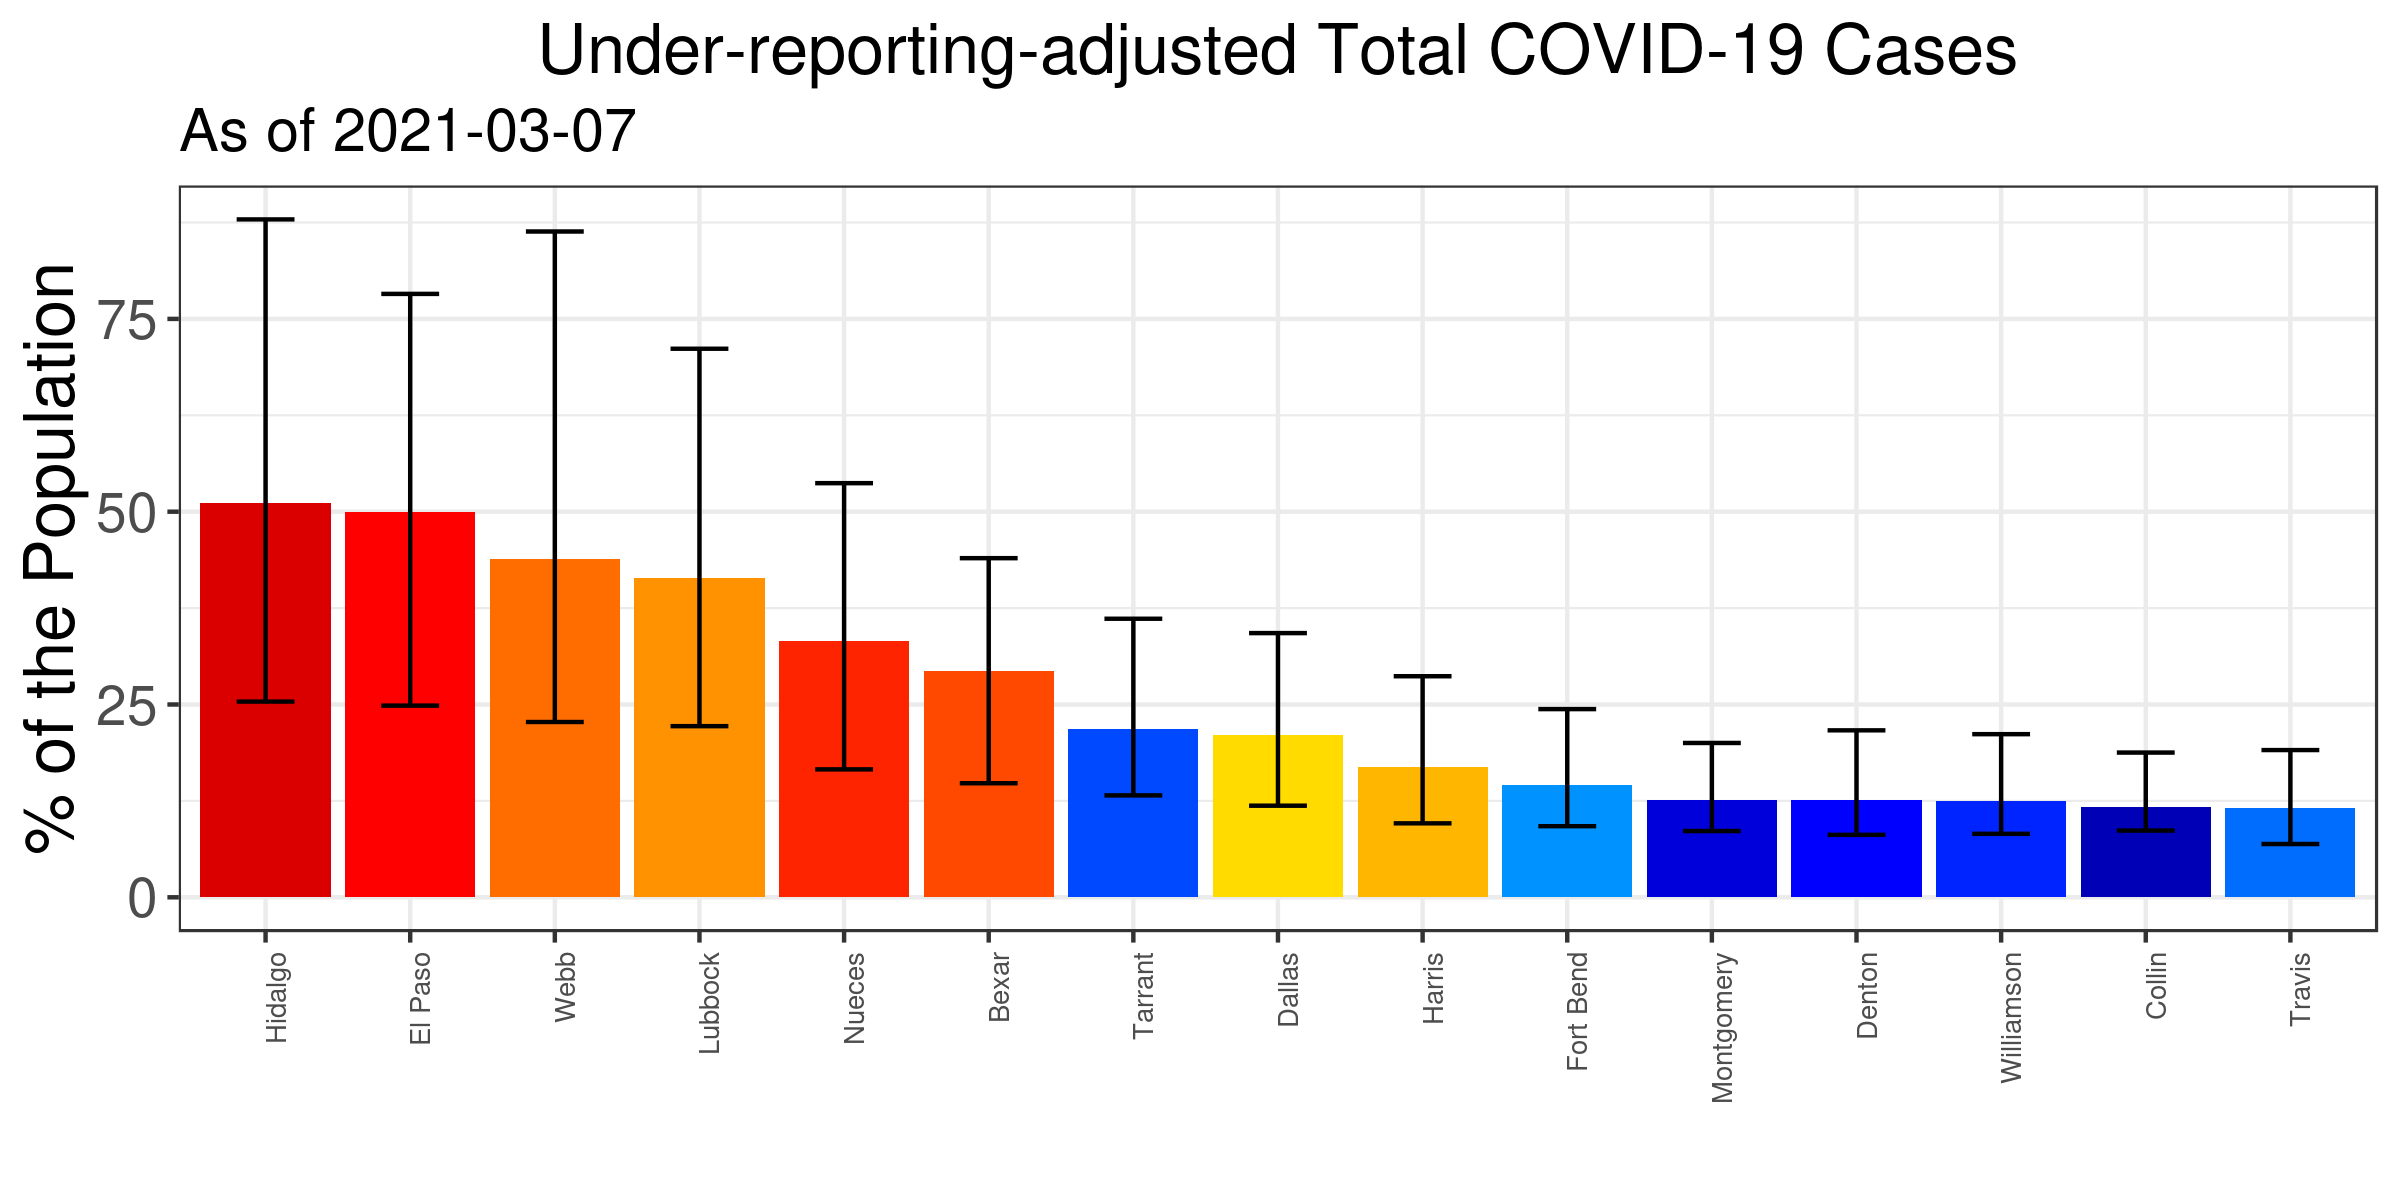 Under-reporting-adjusted Total COVID-19 Cases
As of 2021-03-07
% of the Population
75
50
25
0
Hidalgo
El Paso
Webb
Lubbock
Nueces
Bexar
Tarrant
Dallas
Harris
Fort Bend
Montgomery
Denton
Williamson
Collin
Travis